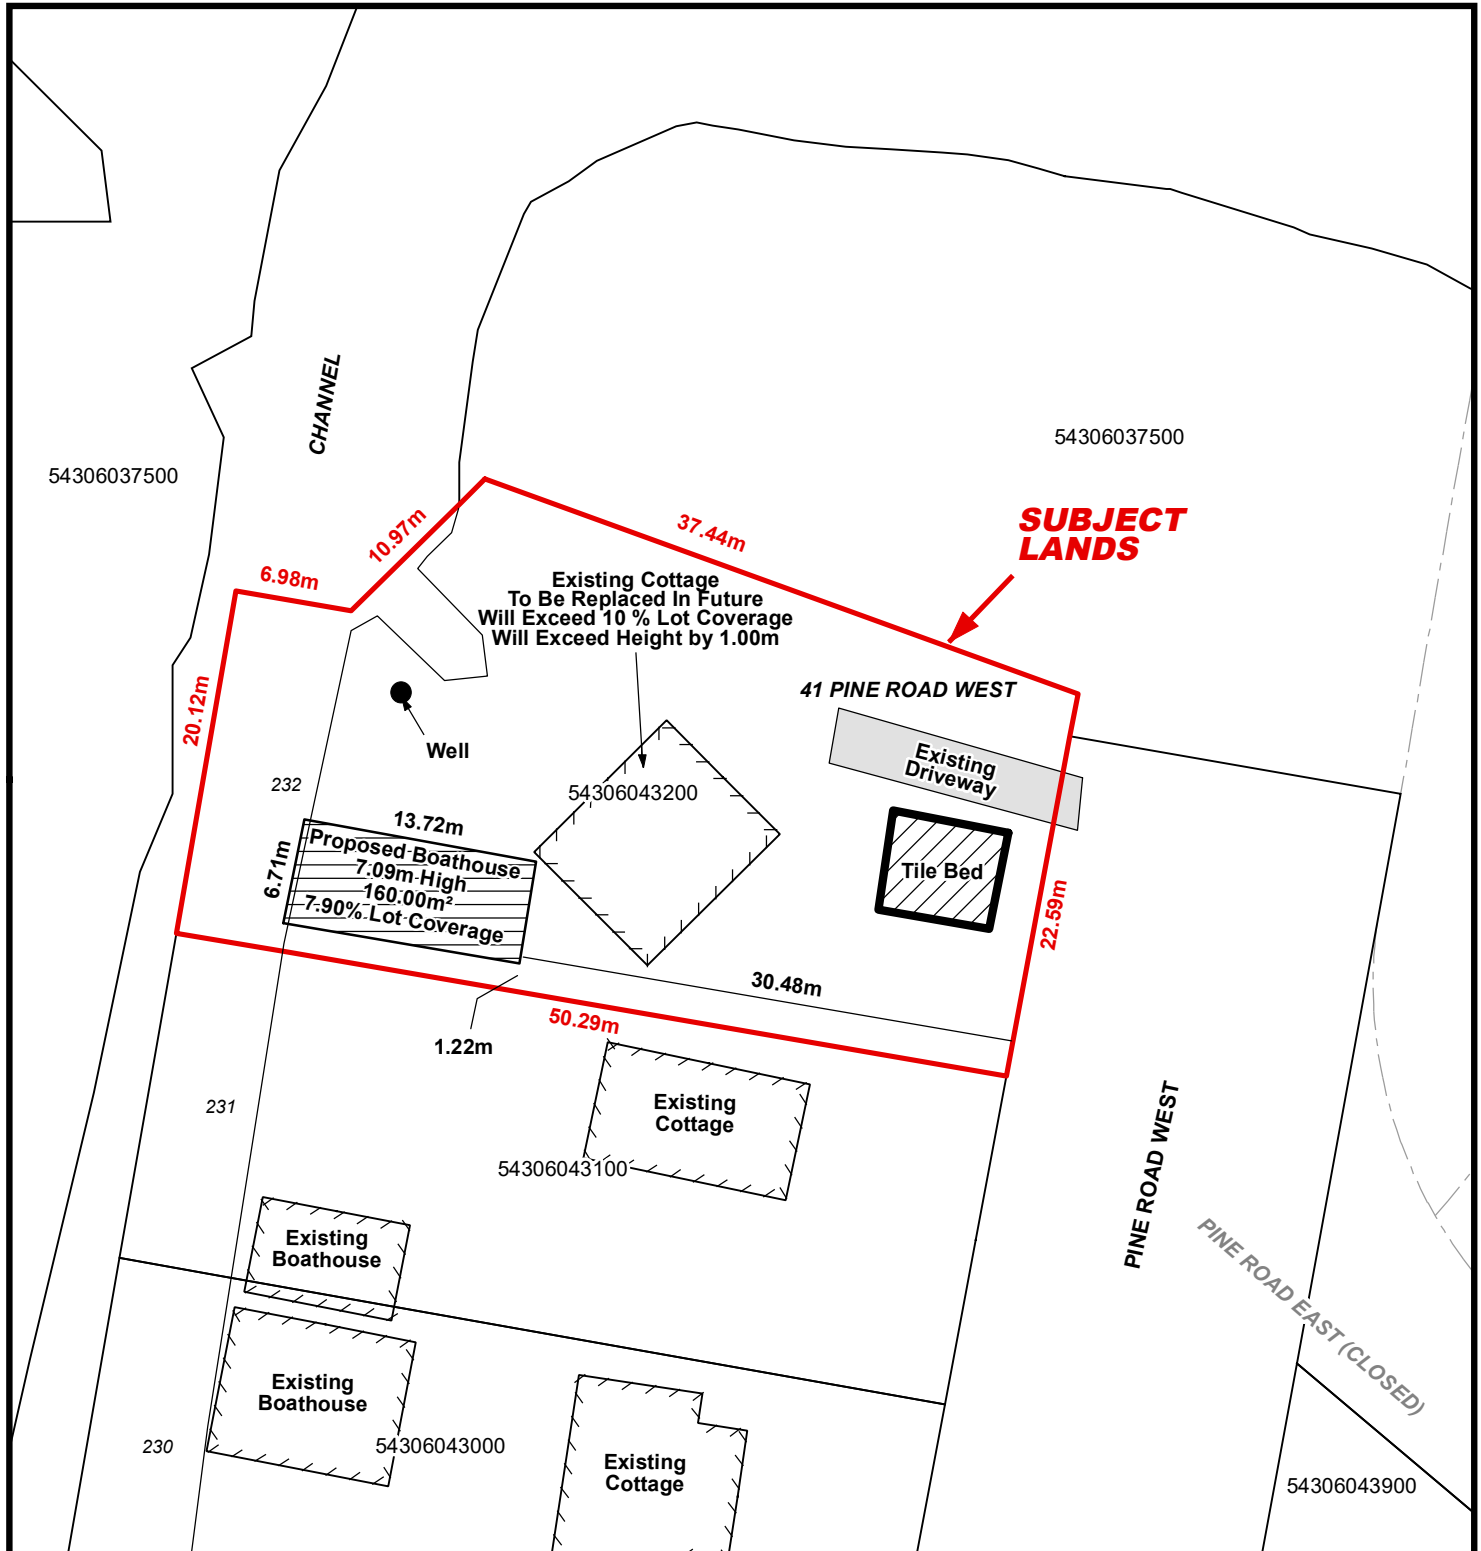 CHANNEL
54306037500
54306037500
SUBJECT
LANDS
37.44m
10.97m
6.98m
Existing Cottage
To Be Replaced In Future
Will Exceed 10 % Lot Coverage
Will Exceed Height by 1.00m
20.12m
41 PINE ROAD WEST
Well
Existing
Driveway
232
54306043200
13.72m
6.71m
Proposed Boathouse
7.09m High
160.00m²
7.90% Lot Coverage
Tile Bed
22.59m
30.48m
50.29m
1.22m
231
Existing
Cottage
54306043100
PINE ROAD WEST
Existing
Boathouse
PINE ROAD EAST (CLOSED)
Existing
Boathouse
230
54306043000
Existing
Cottage
54306043900